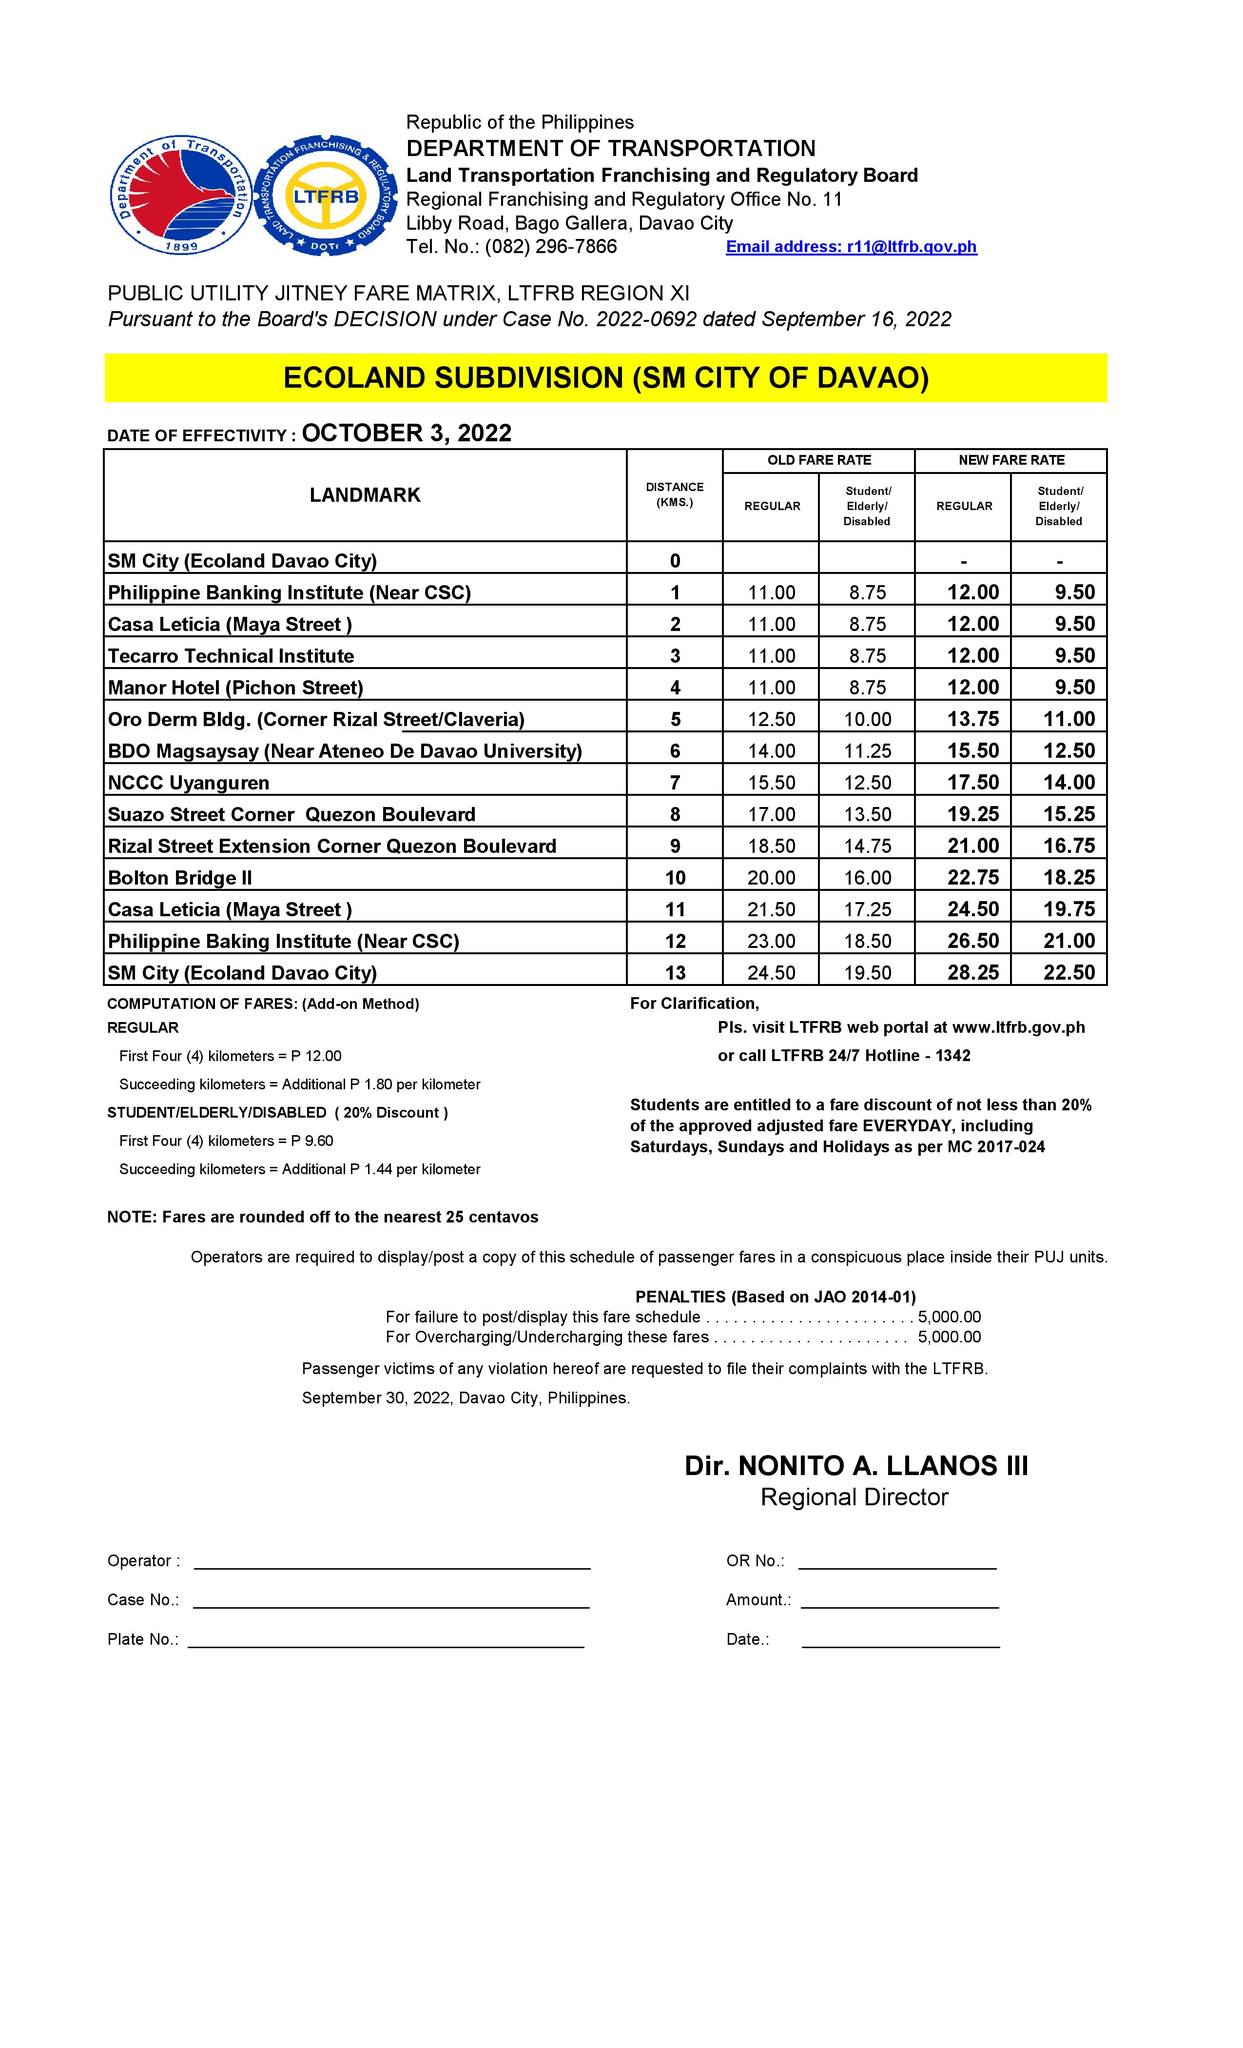 Republic of the Philippines
DEPARTMENT OF TRANSPORTATION
Land Transportation Franchising and Regulatory Board
Regional Franchising and Regulatory Office No. 11
Libby Road, Bago Gallera, Davao City
Tel. No.: (082) 296-7866 Email address: r11@ltfrb.gov.ph
Department of Transportation
1899
LAND TRANSPORTATION FRANCHISING & REGULATORY BOARD
LTFRB
DOTr
PUBLIC UTILITY JITNEY FARE MATRIX, LTFRB REGION XI
Pursuant to the Board's DECISION under Case No. 2022-0692 dated September 16, 2022
ECOLAND SUBDIVISION (SM CITY OF DAVAO)
DATE OF EFFECTIVITY : OCTOBER 3, 2022
LANDMARK DISTANCE (KMS.) OLD FARE RATE NEW FARE RATE
REGULAR Student/ Elderly/ Disabled REGULAR Student/ Elderly/ Disabled
SM City (Ecoland Davao City) 0 - -
Philippine Banking Institute (Near CSC) 1 11.00 8.75 12.00 9.50
Casa Leticia (Maya Street ) 2 11.00 8.75 12.00 9.50
Tecarro Technical Institute 3 11.00 8.75 12.00 9.50
Manor Hotel (Pichon Street) 4 11.00 8.75 12.00 9.50
Oro Derm Bldg. (Corner Rizal Street/Claveria) 5 12.50 10.00 13.75 11.00
BDO Magsaysay (Near Ateneo De Davao University) 6 14.00 11.25 15.50 12.50
NCCC Uyanguren 7 15.50 12.50 17.50 14.00
Suazo Street Corner Quezon Boulevard 8 17.00 13.50 19.25 15.25
Rizal Street Extension Corner Quezon Boulevard 9 18.50 14.75 21.00 16.75
Bolton Bridge II 10 20.00 16.00 22.75 18.25
Casa Leticia (Maya Street ) 11 21.50 17.25 24.50 19.75
Philippine Baking Institute (Near CSC) 12 23.00 18.50 26.50 21.00
SM City (Ecoland Davao City) 13 24.50 19.50 28.25 22.50
COMPUTATION OF FARES: (Add-on Method)
REGULAR
First Four (4) kilometers = P 12.00
Succeeding kilometers = Additional P 1.80 per kilometer
STUDENT/ELDERLY/DISABLED ( 20% Discount )
First Four (4) kilometers = P 9.60
Succeeding kilometers = Additional P 1.44 per kilometer
For Clarification,
Pls. visit LTFRB web portal at www.ltfrb.gov.ph
or call LTFRB 24/7 Hotline - 1342
Students are entitled to a fare discount of not less than 20%
of the approved adjusted fare EVERYDAY, including
Saturdays, Sundays and Holidays as per MC 2017-024
NOTE: Fares are rounded off to the nearest 25 centavos
Operators are required to display/post a copy of this schedule of passenger fares in a conspicuous place inside their PUJ units.
PENALTIES (Based on JAO 2014-01)
For failure to post/display this fare schedule . . . . . . . . . . . . . . . . . . . . . . . 5,000.00
For Overcharging/Undercharging these fares . . . . . . . . . . . . . . . . . . . . . 5,000.00
Passenger victims of any violation hereof are requested to file their complaints with the LTFRB.
September 30, 2022, Davao City, Philippines.
Dir. NONITO A. LLANOS III
Regional Director
Operator : OR No.:
Case No.: Amount.:
Plate No.: Date.: